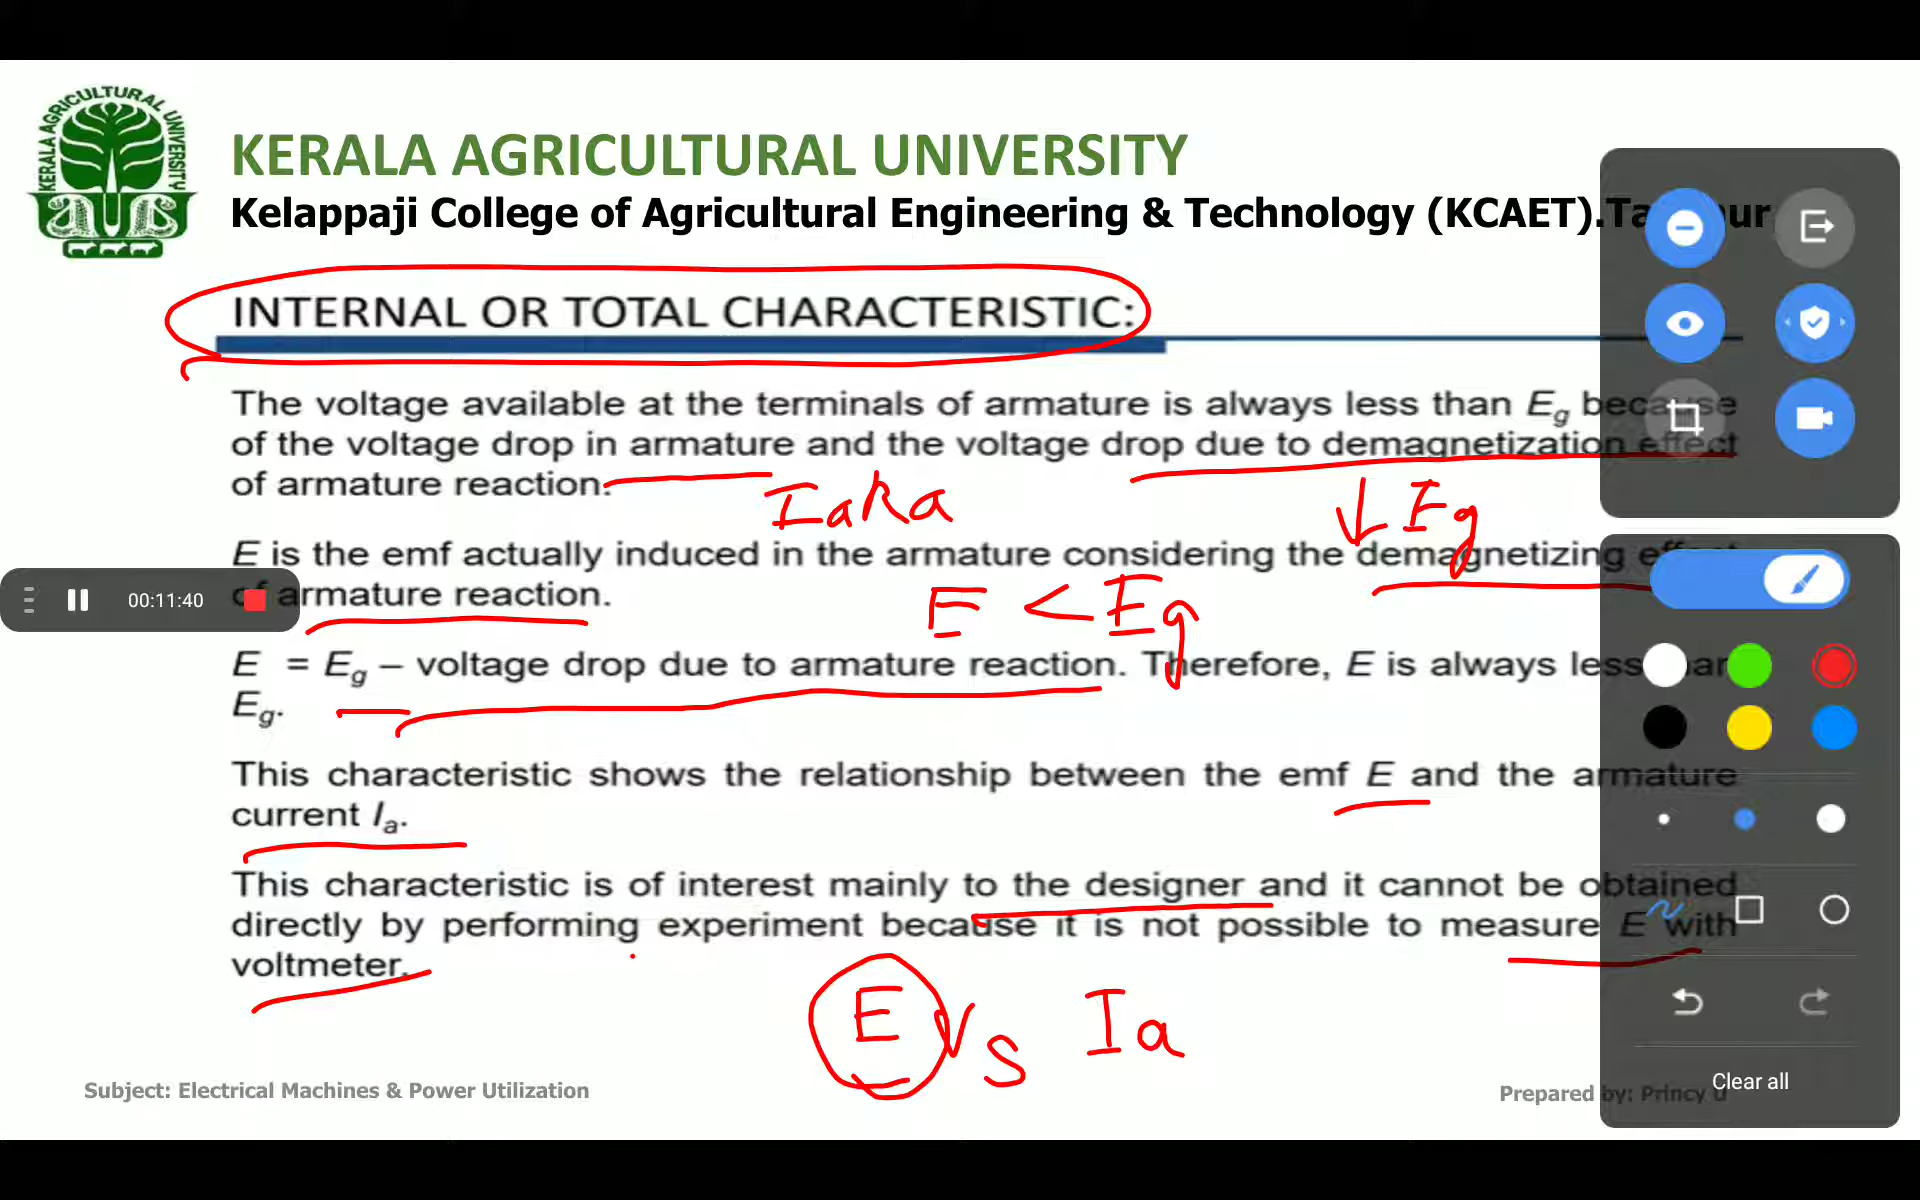 KERALA AGRICULTURAL UNIVERSITY
KERALA AGRICULTURAL UNIVERSITY
Kelappaji College of Agricultural Engineering & Technology (KCAET).
INTERNAL OR TOTAL CHARACTERISTIC:
The voltage available at the terminals of armature is always less than Eg because
of the voltage drop in armature and the voltage drop due to demagnetization effect
of armature reaction.
IaRa
↓ Eg
E is the emf actually induced in the armature considering the demagnetizing effect
of armature reaction.
00:11:40
E < Eg
E = Eg – voltage drop due to armature reaction. Therefore, E is always less than
Eg.
This characteristic shows the relationship between the emf E and the armature
current Ia.
This characteristic is of interest mainly to the designer and it cannot be obtained
directly by performing experiment because it is not possible to measure E with
voltmeter.
E Vs Ia
Subject: Electrical Machines & Power Utilization
Prepared by: Princy U
Clear all